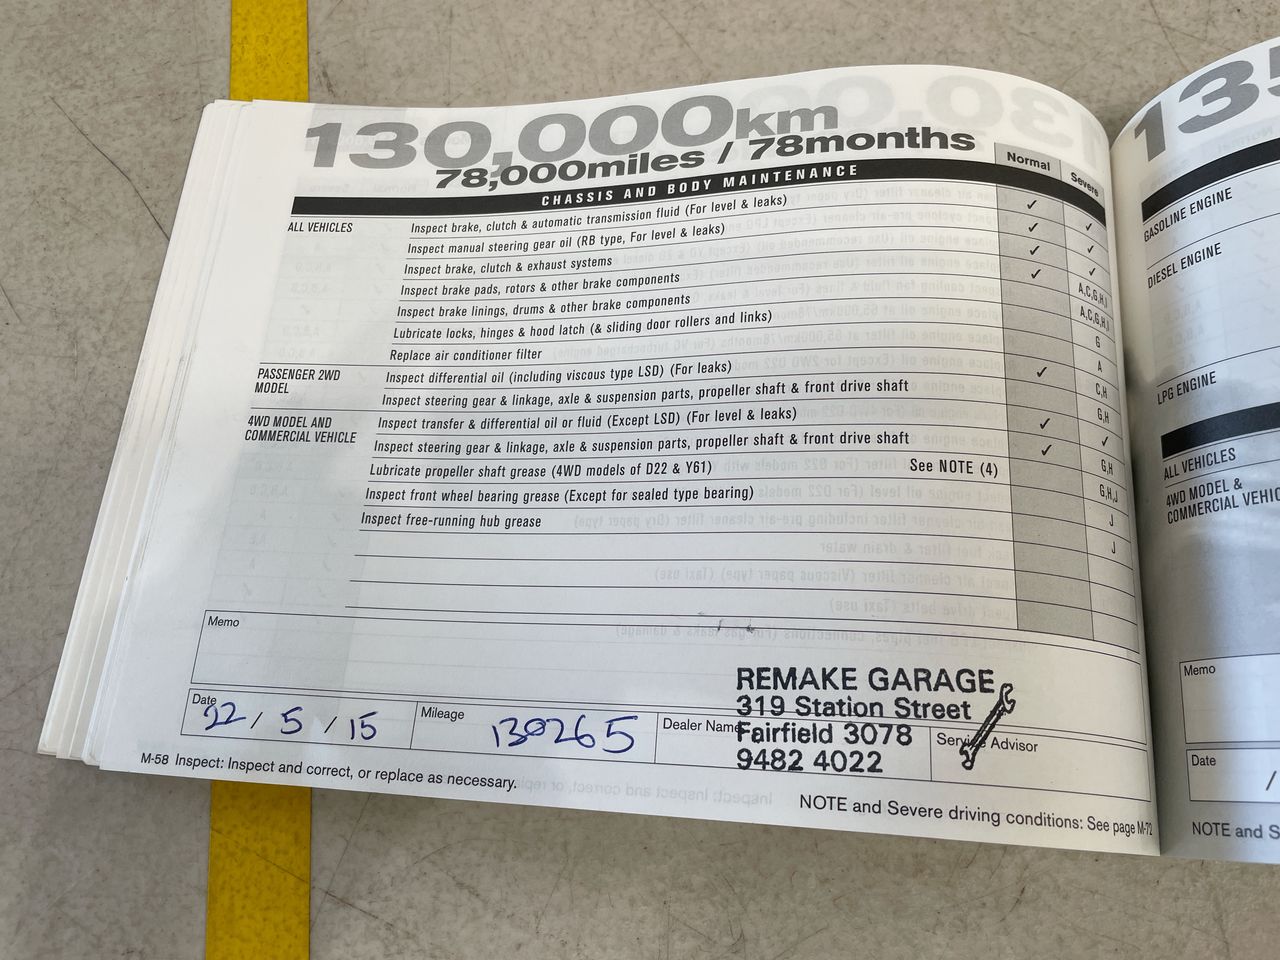 130,000km
78,000miles / 78months
Normal
Severe
CHASSIS AND BODY MAINTENANCE
ALL VEHICLES
Inspect brake, clutch & automatic transmission fluid (For level & leaks)
✓
✓
Inspect manual steering gear oil (RB type, For level & leaks)
✓
✓
Inspect brake, clutch & exhaust systems
✓
✓
Inspect brake pads, rotors & other brake components
✓
A,C,G,H,I
Inspect brake linings, drums & other brake components
A,C,G,H,I
Lubricate locks, hinges & hood latch (& sliding door rollers and links)
G
Replace air conditioner filter
A
PASSENGER 2WD
MODEL
Inspect differential oil (including viscous type LSD) (For leaks)
✓
C,H
Inspect steering gear & linkage, axle & suspension parts, propeller shaft & front drive shaft
G,H
4WD MODEL AND
COMMERCIAL VEHICLE
Inspect transfer & differential oil or fluid (Except LSD) (For level & leaks)
✓
✓
Inspect steering gear & linkage, axle & suspension parts, propeller shaft & front drive shaft
✓
G,H
Lubricate propeller shaft grease (4WD models of D22 & Y61) See NOTE (4)
G,H,J
Inspect front wheel bearing grease (Except for sealed type bearing)
J
Inspect free-running hub grease
J
Memo
Date
22 / 5 / 15
Mileage
130265
Dealer Name
REMAKE GARAGE
319 Station Street
Fairfield 3078
9482 4022
Service Advisor
M-58 Inspect: Inspect and correct, or replace as necessary.
NOTE and Severe driving conditions: See page M-72
135
GASOLINE ENGINE
DIESEL ENGINE
LPG ENGINE
ALL VEHICLES
4WD MODEL &
COMMERCIAL
Memo
Date
/
NOTE and